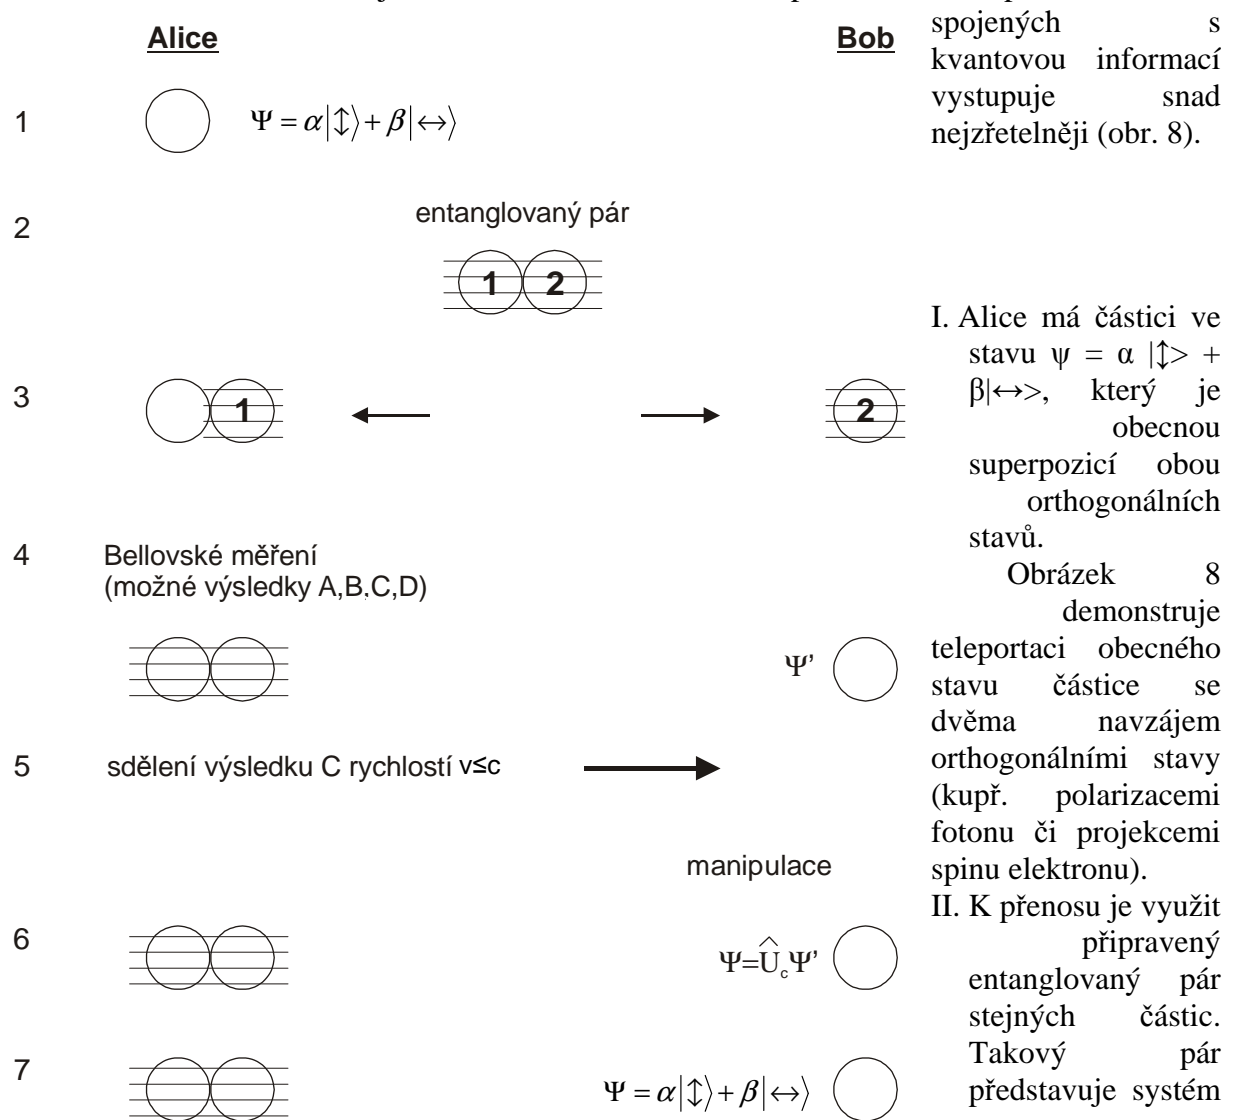 Alice
Bob
1
Ψ = α|↕⟩ + β|↔⟩
2
entanglovaný pár
1 2
3
1
2
4
Bellovské měření
(možné výsledky A,B,C,D)
Ψ’
5
sdělení výsledku C rychlostí v≤c
manipulace
6
Ψ=Û_cΨ’
7
Ψ = α|↕⟩ + β|↔⟩
spojených s
kvantovou informací
vystupuje snad
nejzřetelněji (obr. 8).
I. Alice má částici ve
stavu ψ = α |↕> +
β|↔>, který je
obecnou
superpozicí obou
orthogonálních
stavů.
Obrázek 8
demonstruje
teleportaci obecného
stavu částice se
dvěma navzájem
orthogonálními stavy
(kupř. polarizacemi
fotonu či projekcemi
spinu elektronu).
II. K přenosu je využit
připravený
entanglovaný pár
stejných částic.
Takový pár
představuje systém